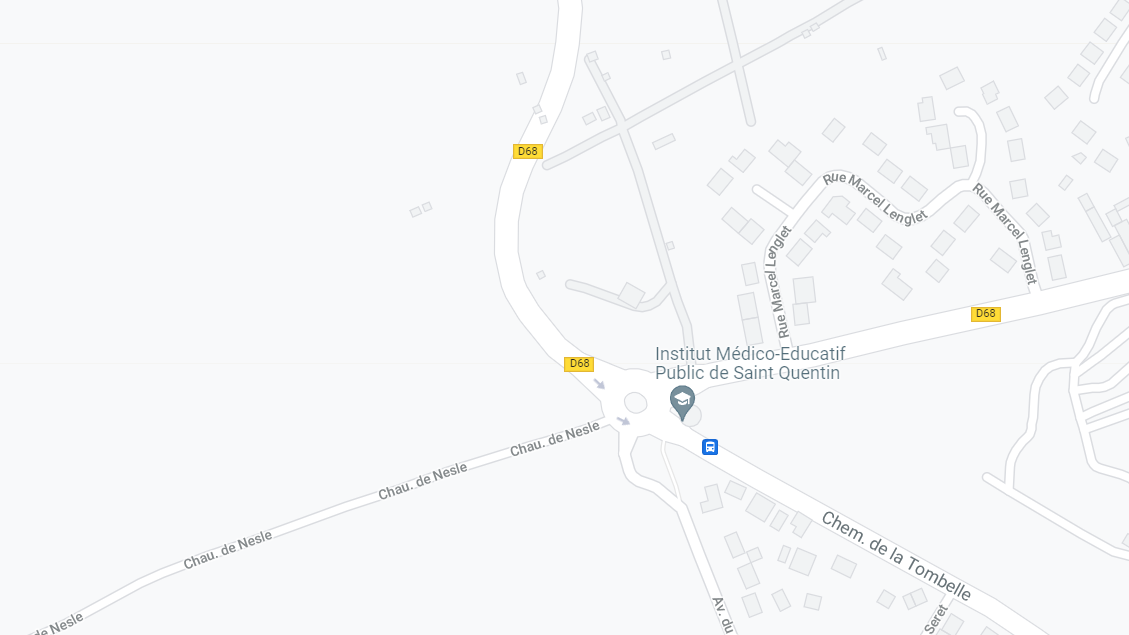 D68
Rue Marcel Lenglet
Rue Marcel Lenglet
Rue Marcel Lenglet
D68
Institut Médico-Educatif
Public de Saint Quentin
D68
Chau. de Nesle
Chau. de Nesle
Chau. de Nesle
de Nesle
Chem. de la Tombelle
Av. du
Seret